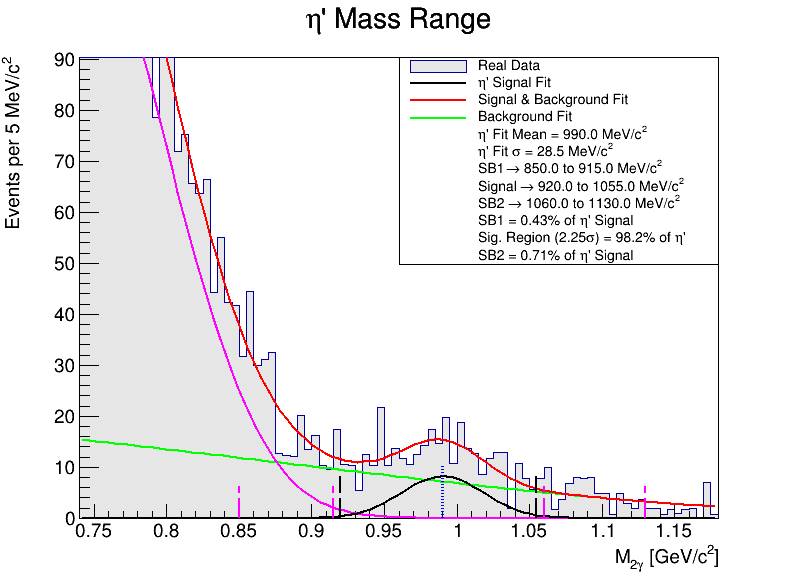 η' Mass Range
Events per 5 MeV/c²
90
80
70
60
50
40
30
20
10
0
Real Data
η' Signal Fit
Signal & Background Fit
Background Fit
η' Fit Mean = 990.0 MeV/c²
η' Fit σ = 28.5 MeV/c²
SB1 → 850.0 to 915.0 MeV/c²
Signal → 920.0 to 1055.0 MeV/c²
SB2 → 1060.0 to 1130.0 MeV/c²
SB1 = 0.43% of η' Signal
Sig. Region (2.25σ) = 98.2% of η'
SB2 = 0.71% of η' Signal
0.75 0.8 0.85 0.9 0.95 1 1.05 1.1 1.15
M₂γ [GeV/c²]